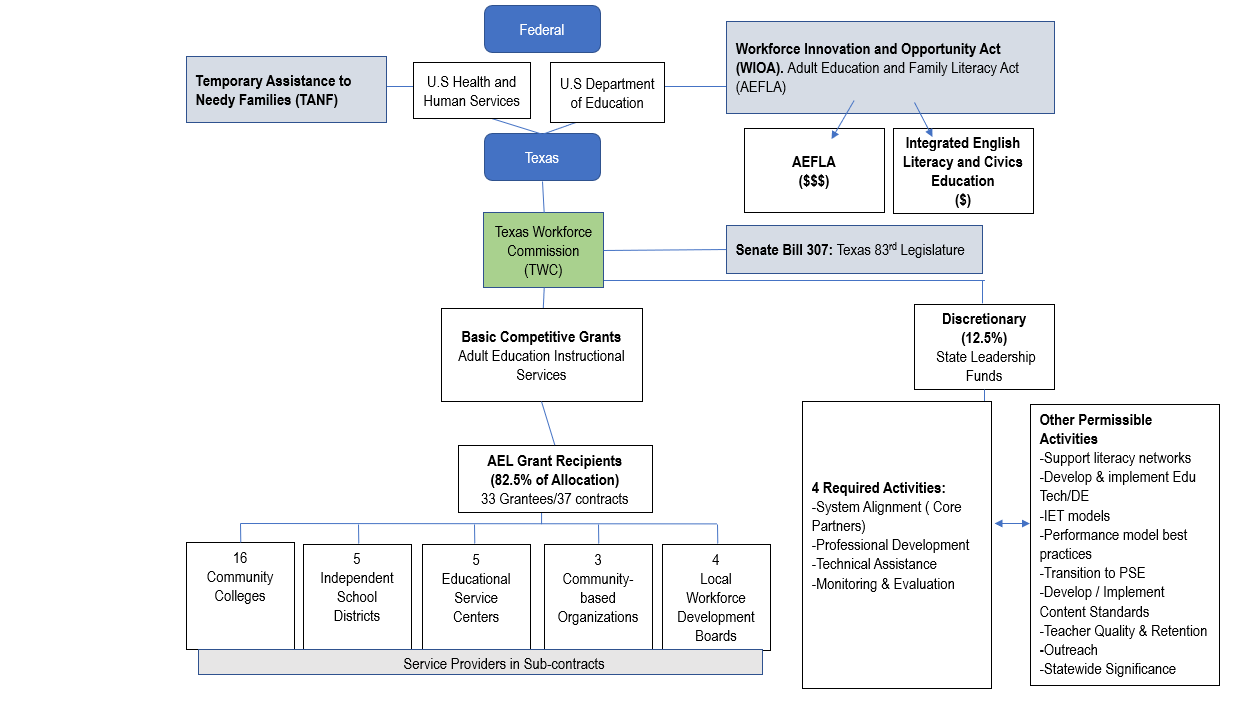 Federal
Temporary Assistance to
Needy Families (TANF)
U.S Health and
Human Services
U.S Department
of Education
Workforce Innovation and Opportunity Act
(WIOA). Adult Education and Family Literacy Act
(AEFLA)
Texas
AEFLA
($$$)
Integrated English
Literacy and Civics
Education
($)
Texas Workforce
Commission
(TWC)
Senate Bill 307: Texas 83rd Legislature
Basic Competitive Grants
Adult Education Instructional
Services
Discretionary
(12.5%)
State Leadership
Funds
AEL Grant Recipients
(82.5% of Allocation)
33 Grantees/37 contracts
16
Community
Colleges
5
Independent
School
Districts
5
Educational
Service
Centers
3
Community-
based
Organizations
4
Local
Workforce
Development
Boards
Service Providers in Sub-contracts
4 Required Activities:
-System Alignment ( Core
Partners)
-Professional Development
-Technical Assistance
-Monitoring & Evaluation
Other Permissible
Activities
-Support literacy networks
-Develop & implement Edu
Tech/DE
-IET models
-Performance model best
practices
-Transition to PSE
-Develop / Implement
Content Standards
-Teacher Quality & Retention
-Outreach
-Statewide Significance